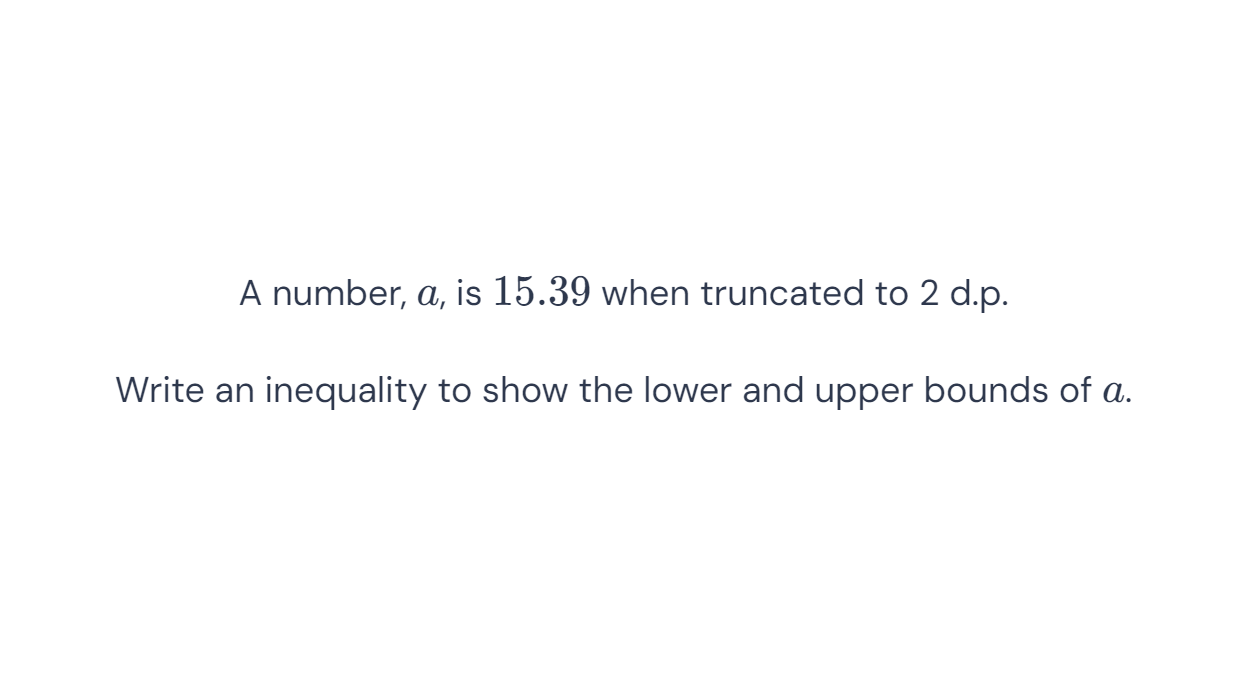 A number, a, is 15.39 when truncated to 2 d.p.
Write an inequality to show the lower and upper bounds of a.